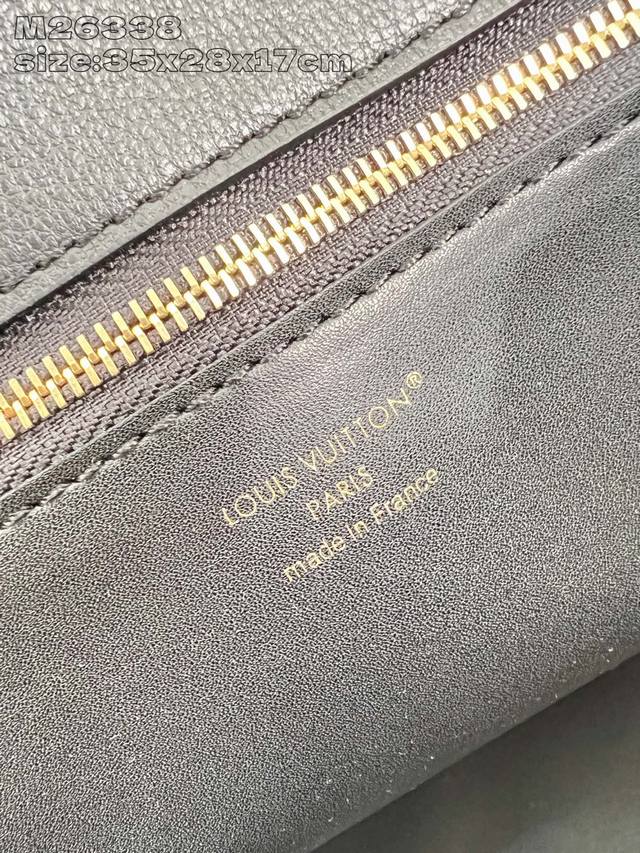 M26338
size:35x28x17cm
LOUIS VUITTON®
PARIS
made in France